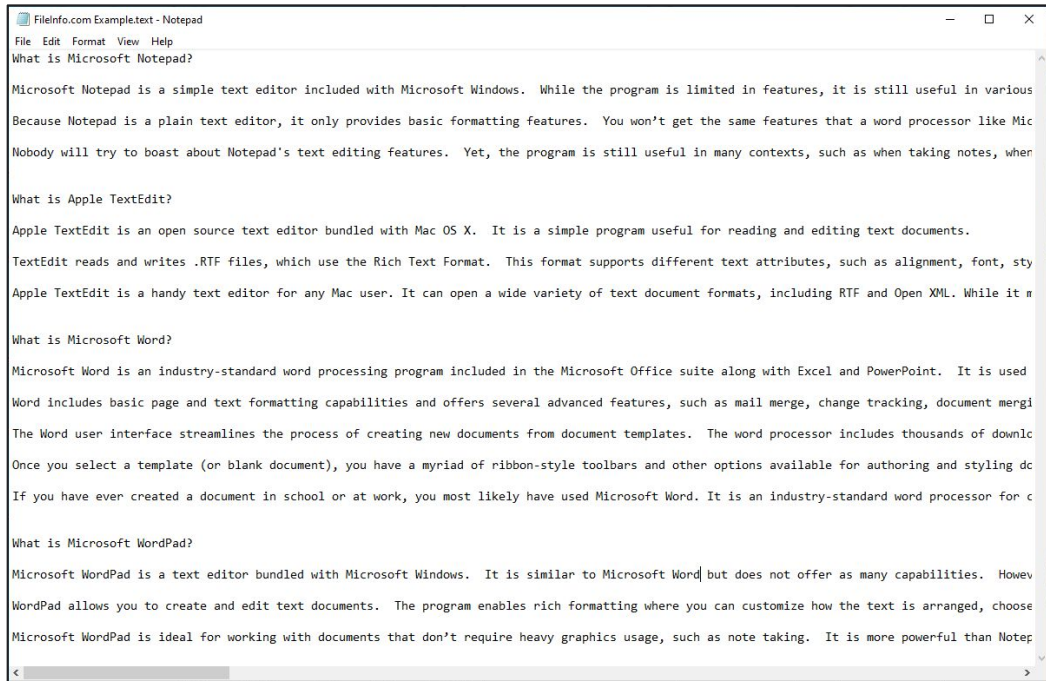 FileInfo.com Example.text - Notepad
File Edit Format View Help
What is Microsoft Notepad?
Microsoft Notepad is a simple text editor included with Microsoft Windows.  While the program is limited in features, it is still useful in various
Because Notepad is a plain text editor, it only provides basic formatting features.  You won’t get the same features that a word processor like Mic
Nobody will try to boast about Notepad's text editing features.  Yet, the program is still useful in many contexts, such as when taking notes, when
What is Apple TextEdit?
Apple TextEdit is an open source text editor bundled with Mac OS X.  It is a simple program useful for reading and editing text documents.
TextEdit reads and writes .RTF files, which use the Rich Text Format.  This format supports different text attributes, such as alignment, font, sty
Apple TextEdit is a handy text editor for any Mac user. It can open a wide variety of text document formats, including RTF and Open XML. While it m
What is Microsoft Word?
Microsoft Word is an industry-standard word processing program included in the Microsoft Office suite along with Excel and PowerPoint.  It is used
Word includes basic page and text formatting capabilities and offers several advanced features, such as mail merge, change tracking, document mergi
The Word user interface streamlines the process of creating new documents from document templates.  The word processor includes thousands of downlo
Once you select a template (or blank document), you have a myriad of ribbon-style toolbars and other options available for authoring and styling do
If you have ever created a document in school or at work, you most likely have used Microsoft Word. It is an industry-standard word processor for c
What is Microsoft WordPad?
Microsoft WordPad is a text editor bundled with Microsoft Windows.  It is similar to Microsoft Word but does not offer as many capabilities.  Howev
WordPad allows you to create and edit text documents.  The program enables rich formatting where you can customize how the text is arranged, choose
Microsoft WordPad is ideal for working with documents that don’t require heavy graphics usage, such as note taking.  It is more powerful than Notep